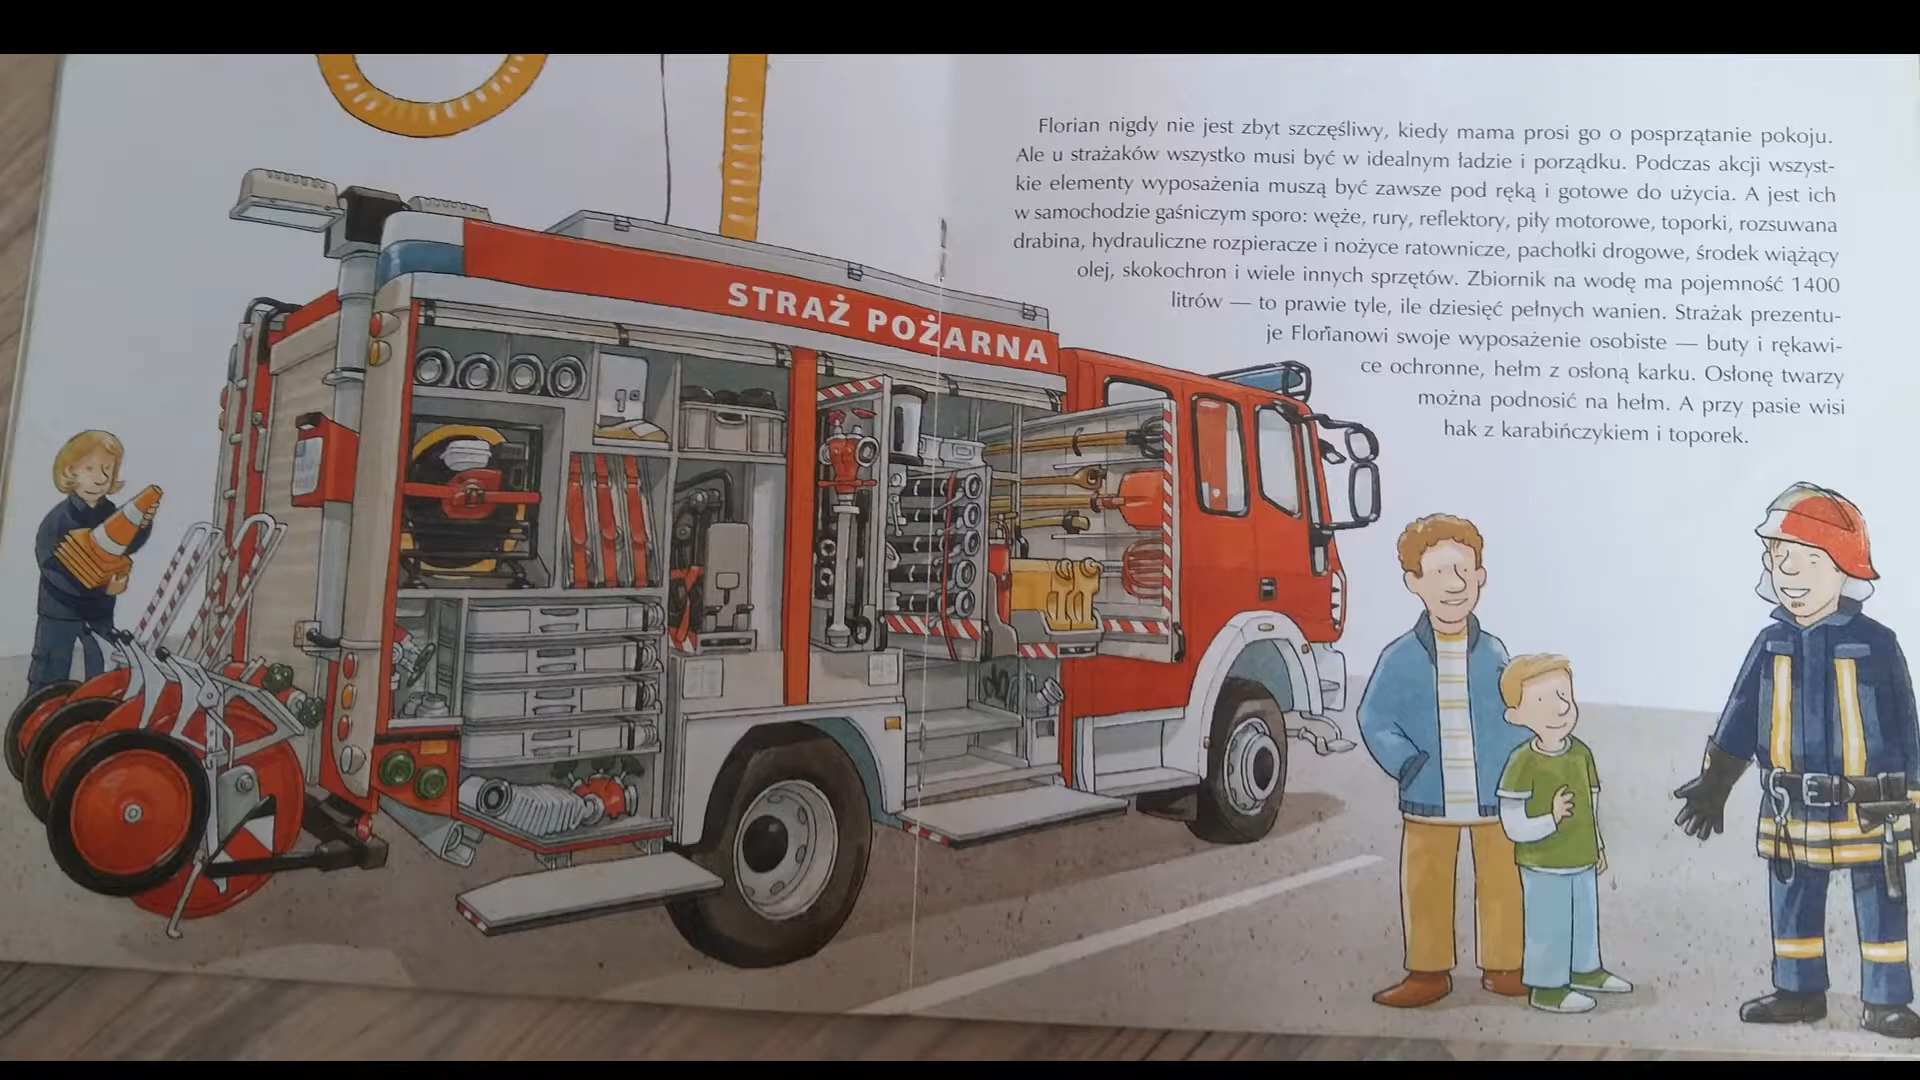 Florian nigdy nie jest zbyt szczęśliwy, kiedy mama prosi go o posprzątanie pokoju.
Ale u strażaków wszystko musi być w idealnym ładzie i porządku. Podczas akcji wszyst-
kie elementy wyposażenia muszą być zawsze pod ręką i gotowe do użycia. A jest ich
w samochodzie gaśniczym sporo: węże, rury, reflektory, piły motorowe, toporki, rozsuwana
drabina, hydrauliczne rozpieracze i nożyce ratownicze, pachołki drogowe, środek wiążący
olej, skokochron i wiele innych sprzętów. Zbiornik na wodę ma pojemność 1400
litrów — to prawie tyle, ile dziesięć pełnych wanien. Strażak prezentu-
je Florianowi swoje wyposażenie osobiste — buty i rękawi-
ce ochronne, hełm z osłoną karku. Osłonę twarzy
można podnosić na hełm. A przy pasie wisi
hak z karabińczykiem i toporek.
STRAŻ POŻARNA